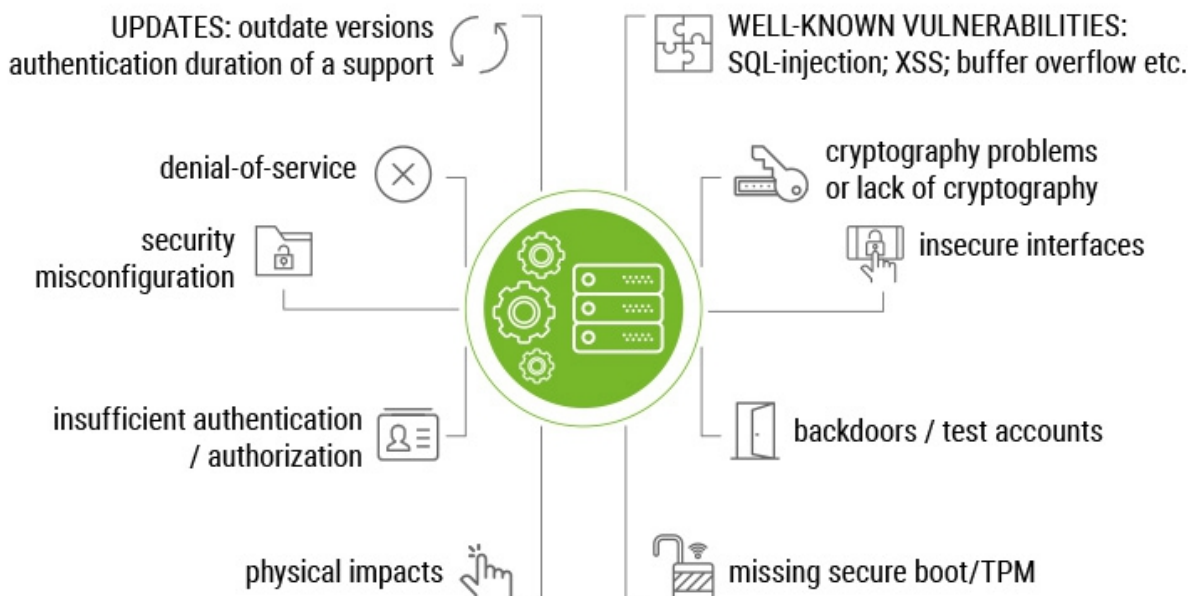 UPDATES: outdate versions
authentication duration of a support
WELL-KNOWN VULNERABILITIES:
SQL-injection; XSS; buffer overflow etc.
denial-of-service
cryptography problems
or lack of cryptography
security
misconfiguration
insecure interfaces
insufficient authentication
/ authorization
backdoors / test accounts
physical impacts
missing secure boot/TPM